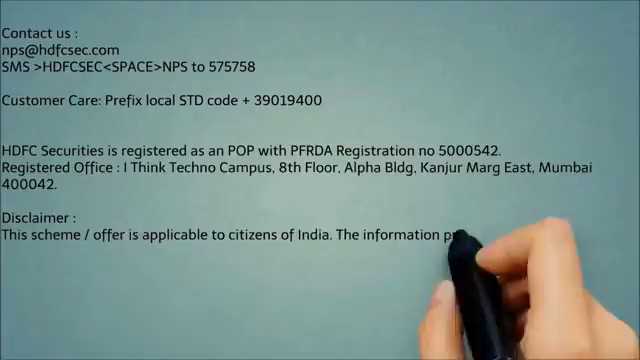 Contact us :
nps@hdfcsec.com
SMS >HDFCSEC<SPACE>NPS to 575758
Customer Care: Prefix local STD code + 39019400
HDFC Securities is registered as an POP with PFRDA Registration no 5000542.
Registered Office : I Think Techno Campus, 8th Floor, Alpha Bldg, Kanjur Marg East, Mumbai
400042.
Disclaimer :
This scheme / offer is applicable to citizens of India. The information